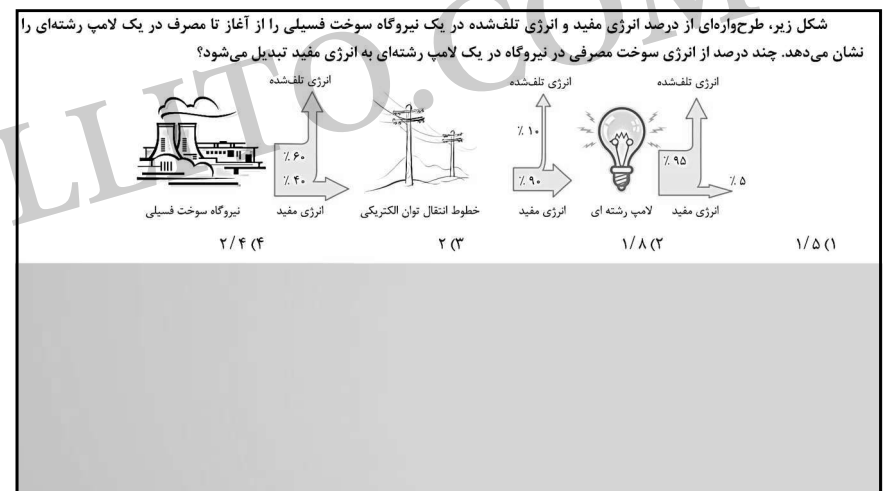 شکل زیر، طرح‌واره‌ای از درصد انرژی مفید و انرژی تلف‌شده در یک نیروگاه سوخت فسیلی را از آغاز تا مصرف در یک لامپ رشته‌ای را
نشان می‌دهد. چند درصد از انرژی سوخت مصرفی در نیروگاه در یک لامپ رشته‌ای به انرژی مفید تبدیل می‌شود؟
انرژی تلف‌شده
انرژی تلف‌شده
انرژی تلف‌شده
٪ ۶۰
٪ ۴۰
٪ ۱۰
٪ ۹۰
٪ ۹۵
٪ ۵
نیروگاه سوخت فسیلی
انرژی مفید
خطوط انتقال توان الکتریکی
انرژی مفید
لامپ رشته ای
انرژی مفید
۱) ۱/۵
۲) ۱/۸
۳) ۲
۴) ۲/۴
LLITO.COM